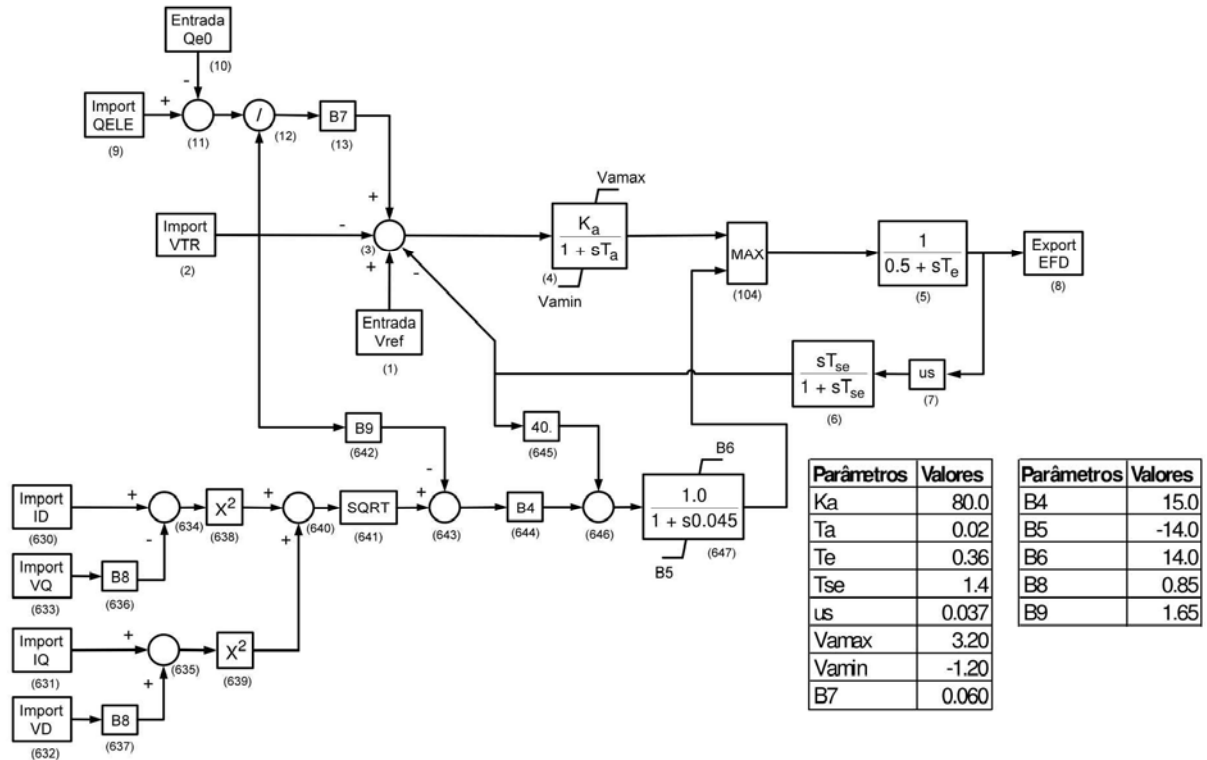 Entrada
Qe0
(10)
-
Import
QELE
(9)
+
(11)
/
(12)
B7
(13)
+
Import
VTR
(2)
-
(3)
+
-
Entrada
Vref
(1)
Vamax
Ka
1 + sTa
(4)
Vamin
MAX
(104)
1
0.5 + sTe
(5)
Export
EFD
(8)
sTse
1 + sTse
(6)
us
(7)
B9
(642)
40.
(645)
-
B6
1.0
1 + s0.045
(647)
B5
Import
ID
(630)
+
(634)
-
X2
(638)
+
(640)
+
SQRT
(641)
+
(643)
B4
(644)
(646)
Import
VQ
(633)
B8
(636)
Import
IQ
(631)
+
(635)
+
X2
(639)
Import
VD
(632)
B8
(637)
Parâmetros Valores
Ka 80.0
Ta 0.02
Te 0.36
Tse 1.4
us 0.037
Vamax 3.20
Vamin -1.20
B7 0.060
Parâmetros Valores
B4 15.0
B5 -14.0
B6 14.0
B8 0.85
B9 1.65